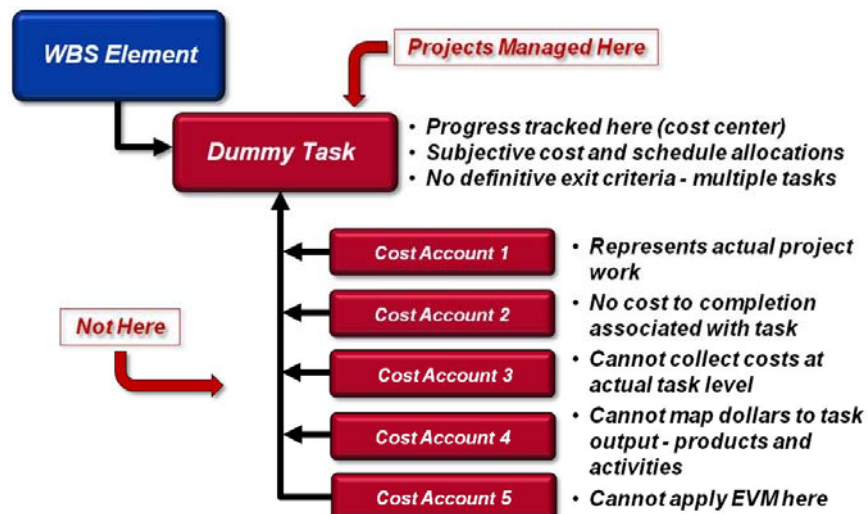 WBS Element
Projects Managed Here
Dummy Task
• Progress tracked here (cost center)
• Subjective cost and schedule allocations
• No definitive exit criteria - multiple tasks
Cost Account 1
Cost Account 2
Cost Account 3
Cost Account 4
Cost Account 5
Not Here
• Represents actual project
work
• No cost to completion
associated with task
• Cannot collect costs at
actual task level
• Cannot map dollars to task
output - products and
activities
• Cannot apply EVM here